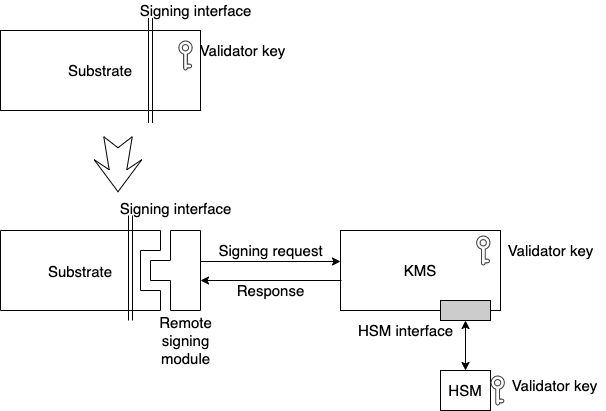 Signing interface
Validator key
Substrate
Signing interface
Substrate
Signing request
KMS
Validator key
Response
Remote
signing
module
HSM interface
HSM
Validator key